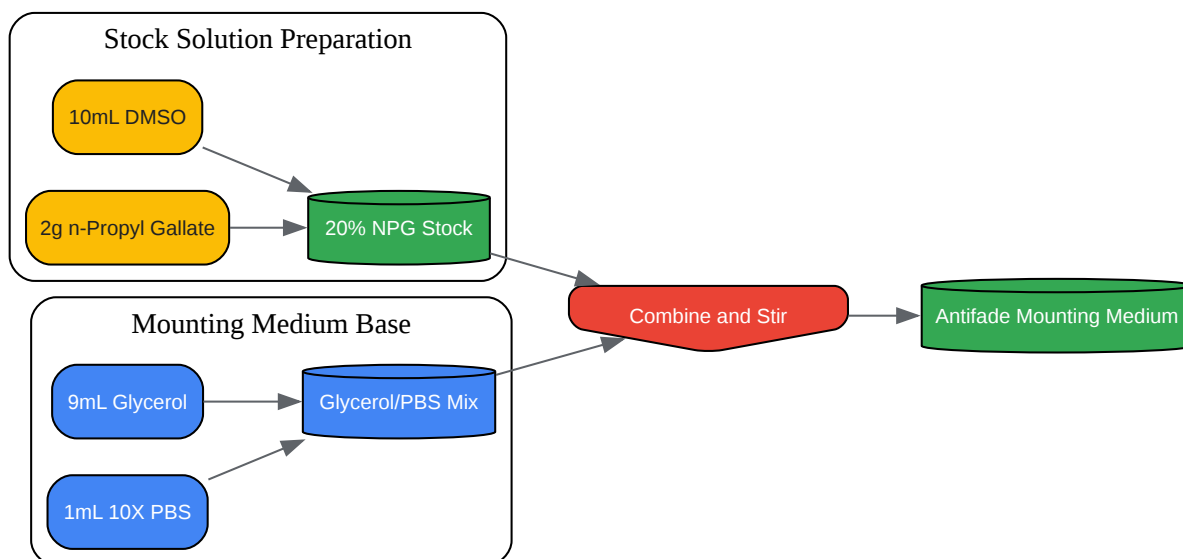 Stock Solution Preparation
10mL DMSO
2g n-Propyl Gallate
20% NPG Stock
Mounting Medium Base
9mL Glycerol
1mL 10X PBS
Glycerol/PBS Mix
Combine and Stir
Antifade Mounting Medium